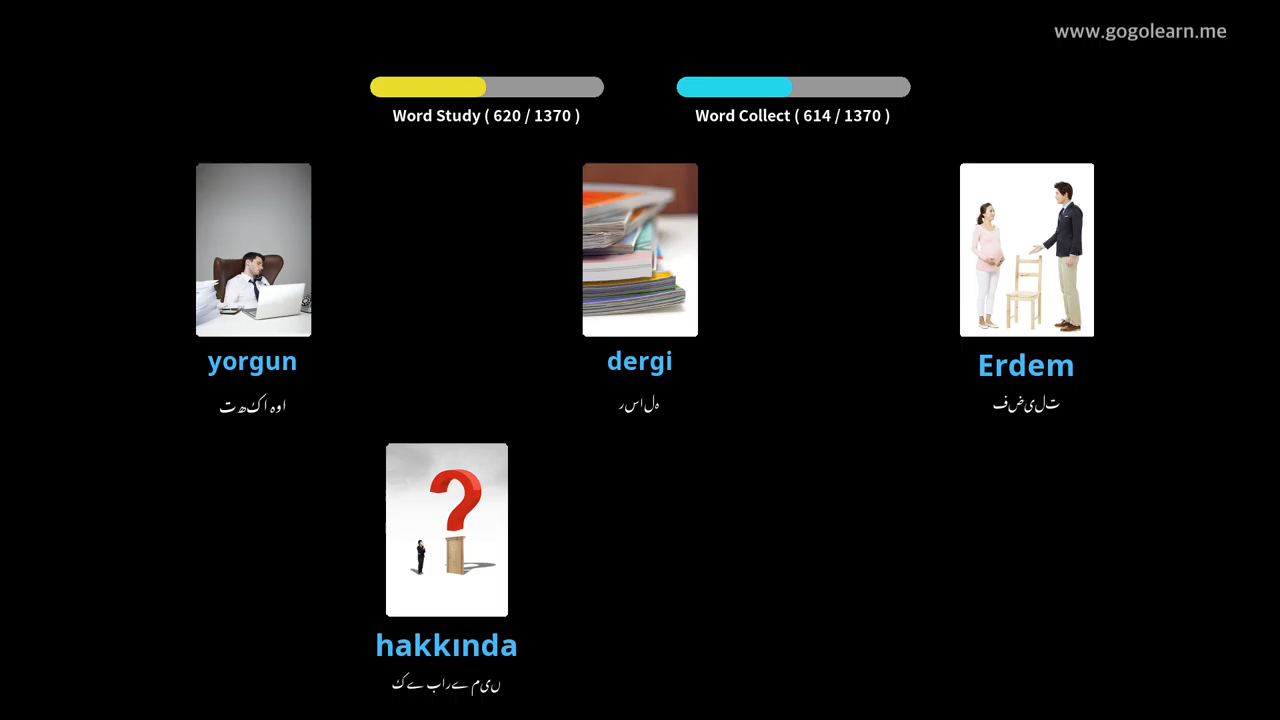 www.gogolearn.me
Word Study ( 620 / 1370 )
Word Collect ( 614 / 1370 )
yorgun
اوہ اکھت
dergi
ہلاسر
Erdem
تلیضف
hakkında
ںیم ےراب ےک